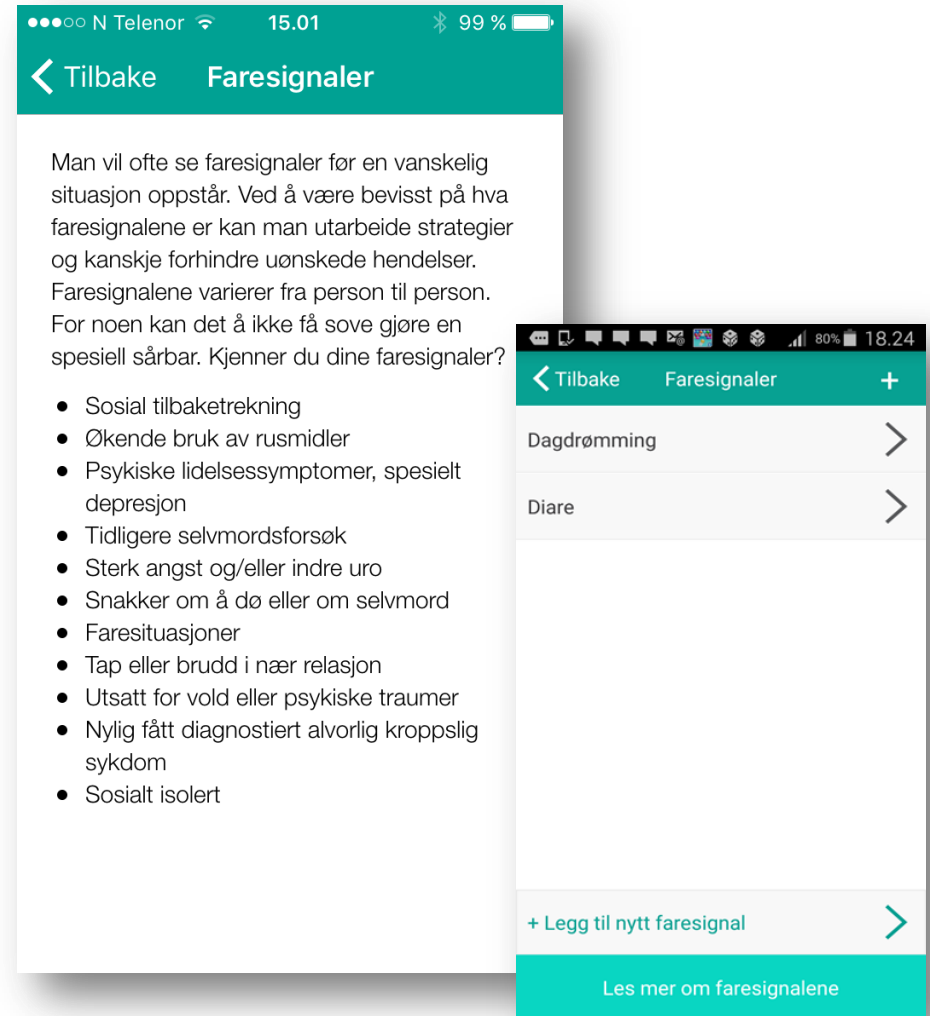 N Telenor 15.01 99 %
Tilbake Faresignaler
Man vil ofte se faresignaler før en vanskelig
situasjon oppstår. Ved å være bevisst på hva
faresignalene er kan man utarbeide strategier
og kanskje forhindre uønskede hendelser.
Faresignalene varierer fra person til person.
For noen kan det å ikke få sove gjøre en
spesiell sårbar. Kjenner du dine faresignaler?
• Sosial tilbaketrekning
• Økende bruk av rusmidler
• Psykiske lidelsessymptomer, spesielt
depresjon
• Tidligere selvmordsforsøk
• Sterk angst og/eller indre uro
• Snakker om å dø eller om selvmord
• Faresituasjoner
• Tap eller brudd i nær relasjon
• Utsatt for vold eller psykiske traumer
• Nylig fått diagnostiert alvorlig kroppslig
sykdom
• Sosialt isolert
80% 18.24
Tilbake Faresignaler +
Dagdrømming
Diare
+ Legg til nytt faresignal
Les mer om faresignalene